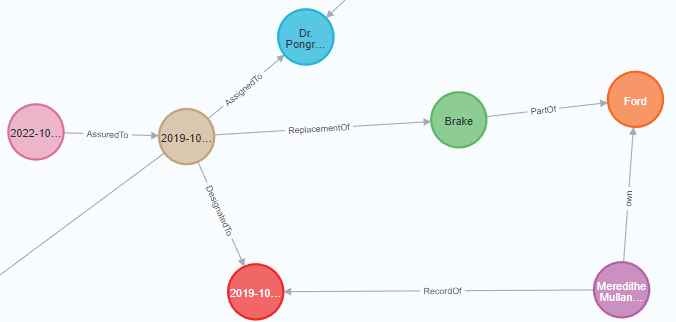 Dr.
Pongr...
AssignedTo
2022-10...
AssuredTo
2019-10...
ReplacementOf
Brake
PartOf
Ford
DesignatedTo
own
2019-10...
RecordOf
Meredithe
Mullan...